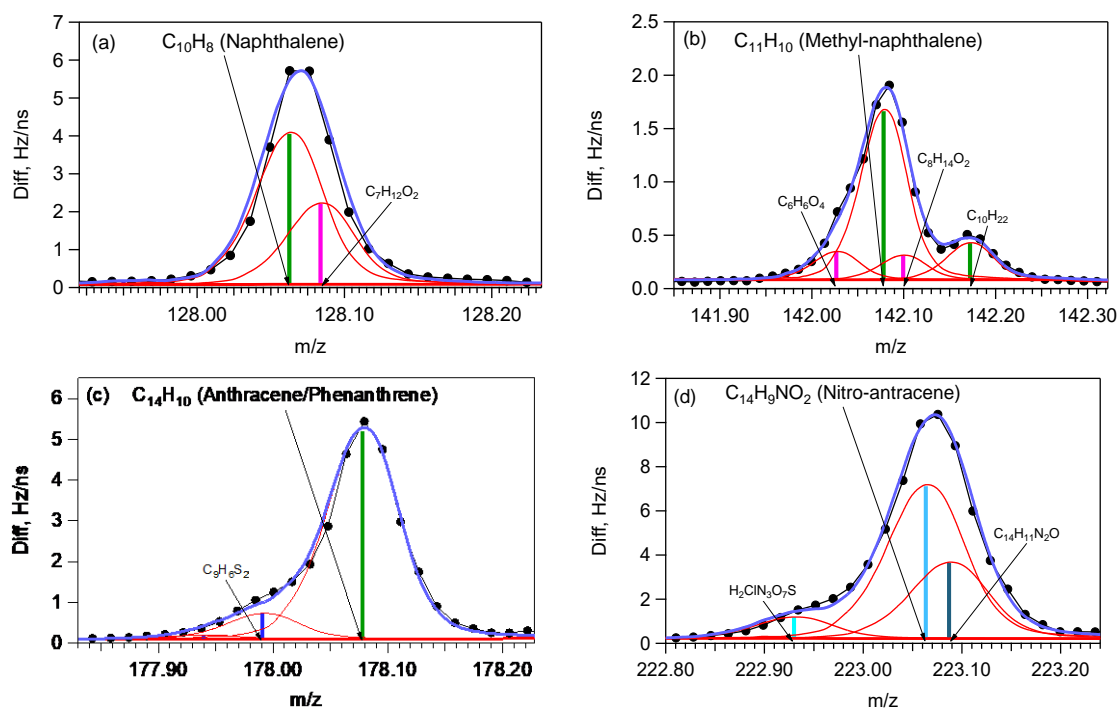 (a)
C₁₀H₈ (Naphthalene)
C₇H₁₂O₂
Diff, Hz/ns
7
6
5
4
3
2
1
0
128.00
128.10
128.20
m/z
(b)
C₁₁H₁₀ (Methyl-naphthalene)
C₈H₁₄O₂
C₆H₆O₄
C₁₀H₂₂
Diff, Hz/ns
2.5
2.0
1.5
1.0
0.5
0.0
141.90
142.00
142.10
142.20
142.30
m/z
(c)
C₁₄H₁₀ (Anthracene/Phenanthrene)
C₉H₆S₂
Diff, Hz/ns
6
5
4
3
2
1
0
177.90
178.00
178.10
178.20
m/z
(d)
C₁₄H₉NO₂ (Nitro-antracene)
C₁₄H₁₁N₂O
H₂ClN₃O₇S
Diff, Hz/ns
12
10
8
6
4
2
0
222.80
222.90
223.00
223.10
223.20
m/z